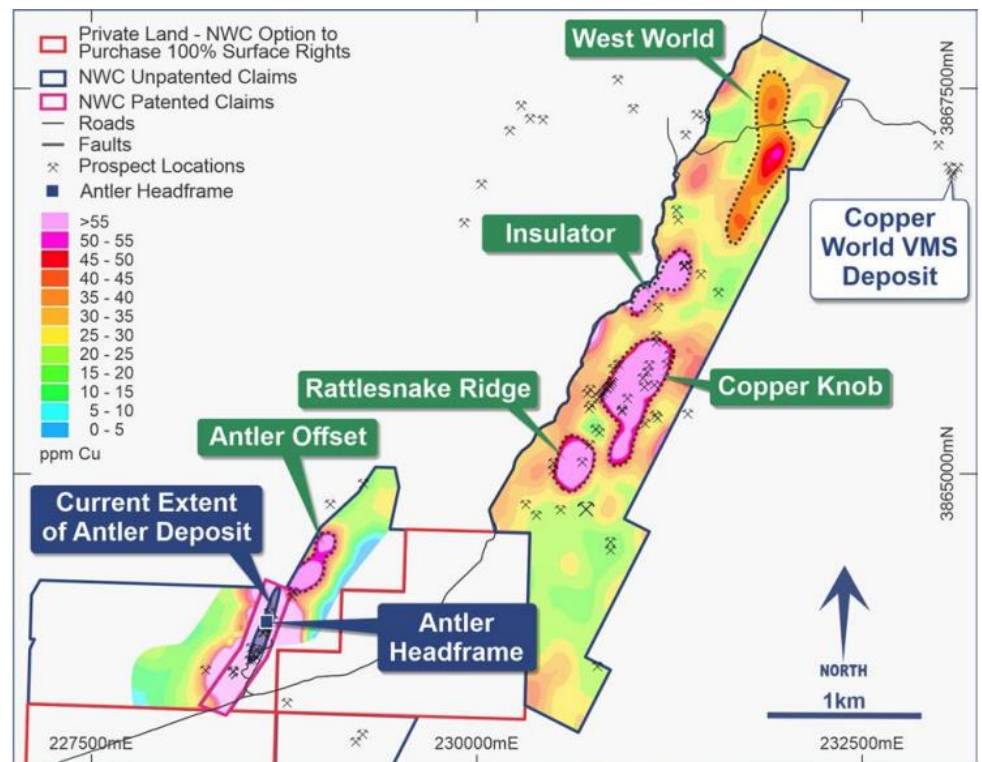 Private Land - NWC Option to
Purchase 100% Surface Rights
NWC Unpatented Claims
NWC Patented Claims
Roads
Faults
Prospect Locations
Antler Headframe
>55
50 - 55
45 - 50
40 - 45
35 - 40
30 - 35
25 - 30
20 - 25
15 - 20
10 - 15
5 - 10
0 - 5
ppm Cu
West World
3867500mN
Insulator
Copper
World VMS
Deposit
Rattlesnake Ridge
Copper Knob
Antler Offset
Current Extent
of Antler Deposit
3865000mN
Antler
Headframe
NORTH
1km
227500mE
230000mE
232500mE